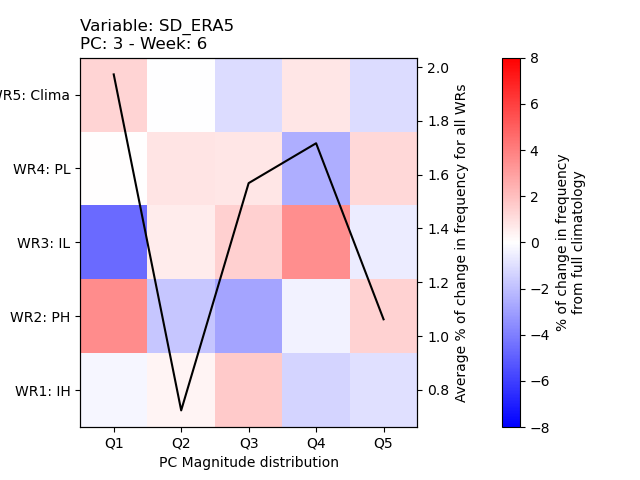 Variable: SD_ERA5
PC: 3 - Week: 6
WR5: Clima
WR4: PL
WR3: IL
WR2: PH
WR1: IH
Q1 Q2 Q3 Q4 Q5
PC Magnitude distribution
2.0
1.8
1.6
1.4
1.2
1.0
0.8
Average % of change in frequency for all WRs
8
6
4
2
0
−2
−4
−6
−8
% of change in frequency
from full climatology